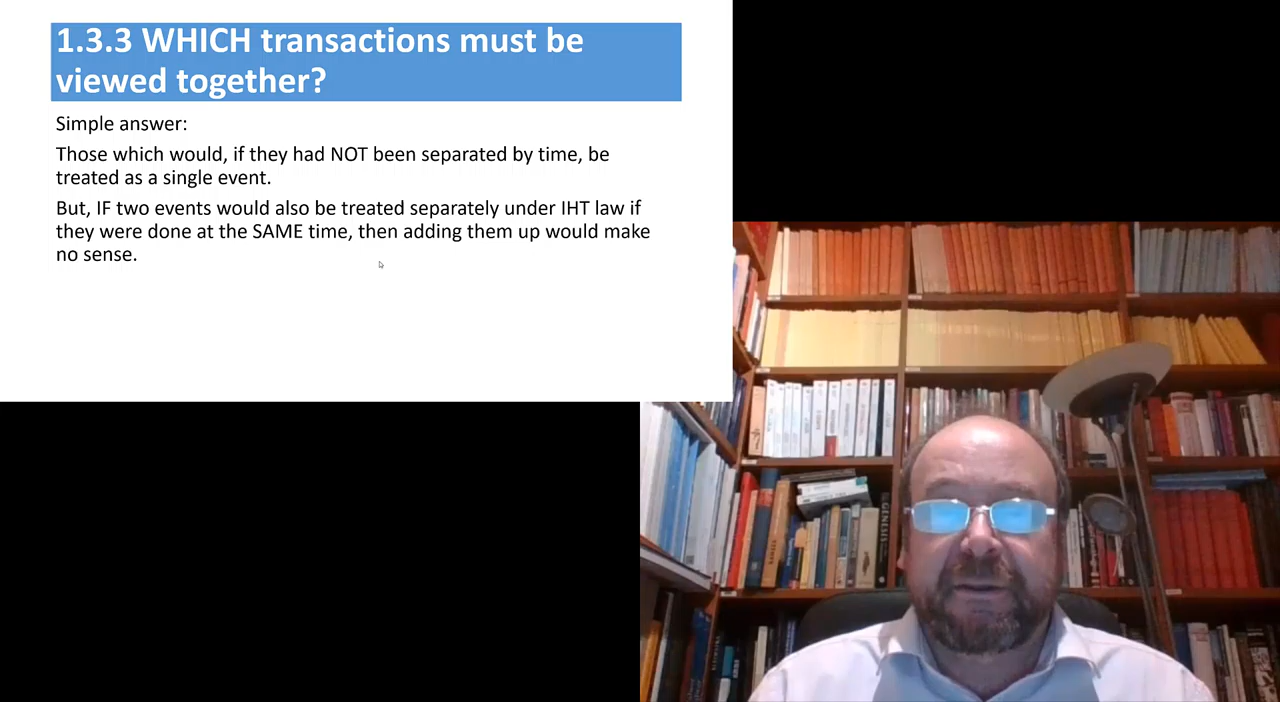 1.3.3 WHICH transactions must be
viewed together?
Simple answer:
Those which would, if they had NOT been separated by time, be
treated as a single event.
But, IF two events would also be treated separately under IHT law if
they were done at the SAME time, then adding them up would make
no sense.
GENESIS